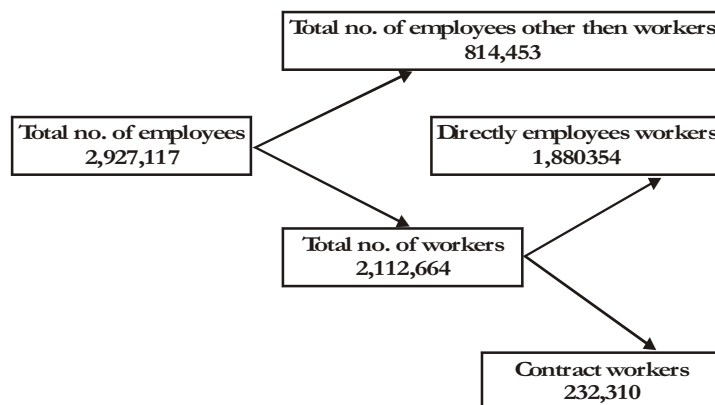 Total no. of employees other then workers
814,453
Total no. of employees
2,927,117
Directly employees workers
1,880354
Total no. of workers
2,112,664
Contract workers
232,310